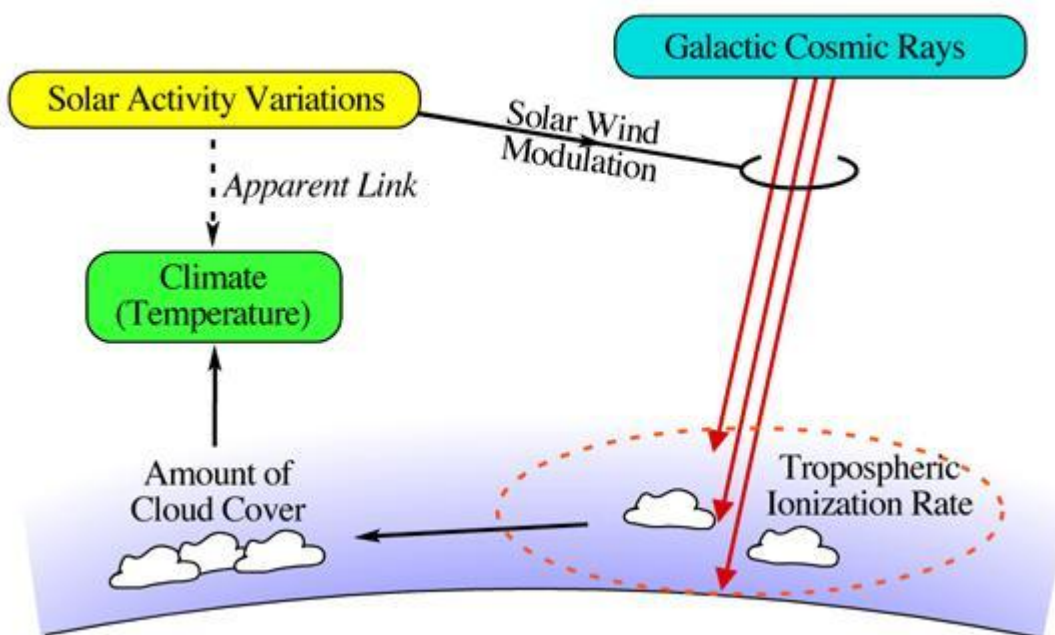 Galactic Cosmic Rays
Solar Activity Variations
Solar Wind
Modulation
Apparent Link
Climate
(Temperature)
Amount of
Cloud Cover
Tropospheric
Ionization Rate